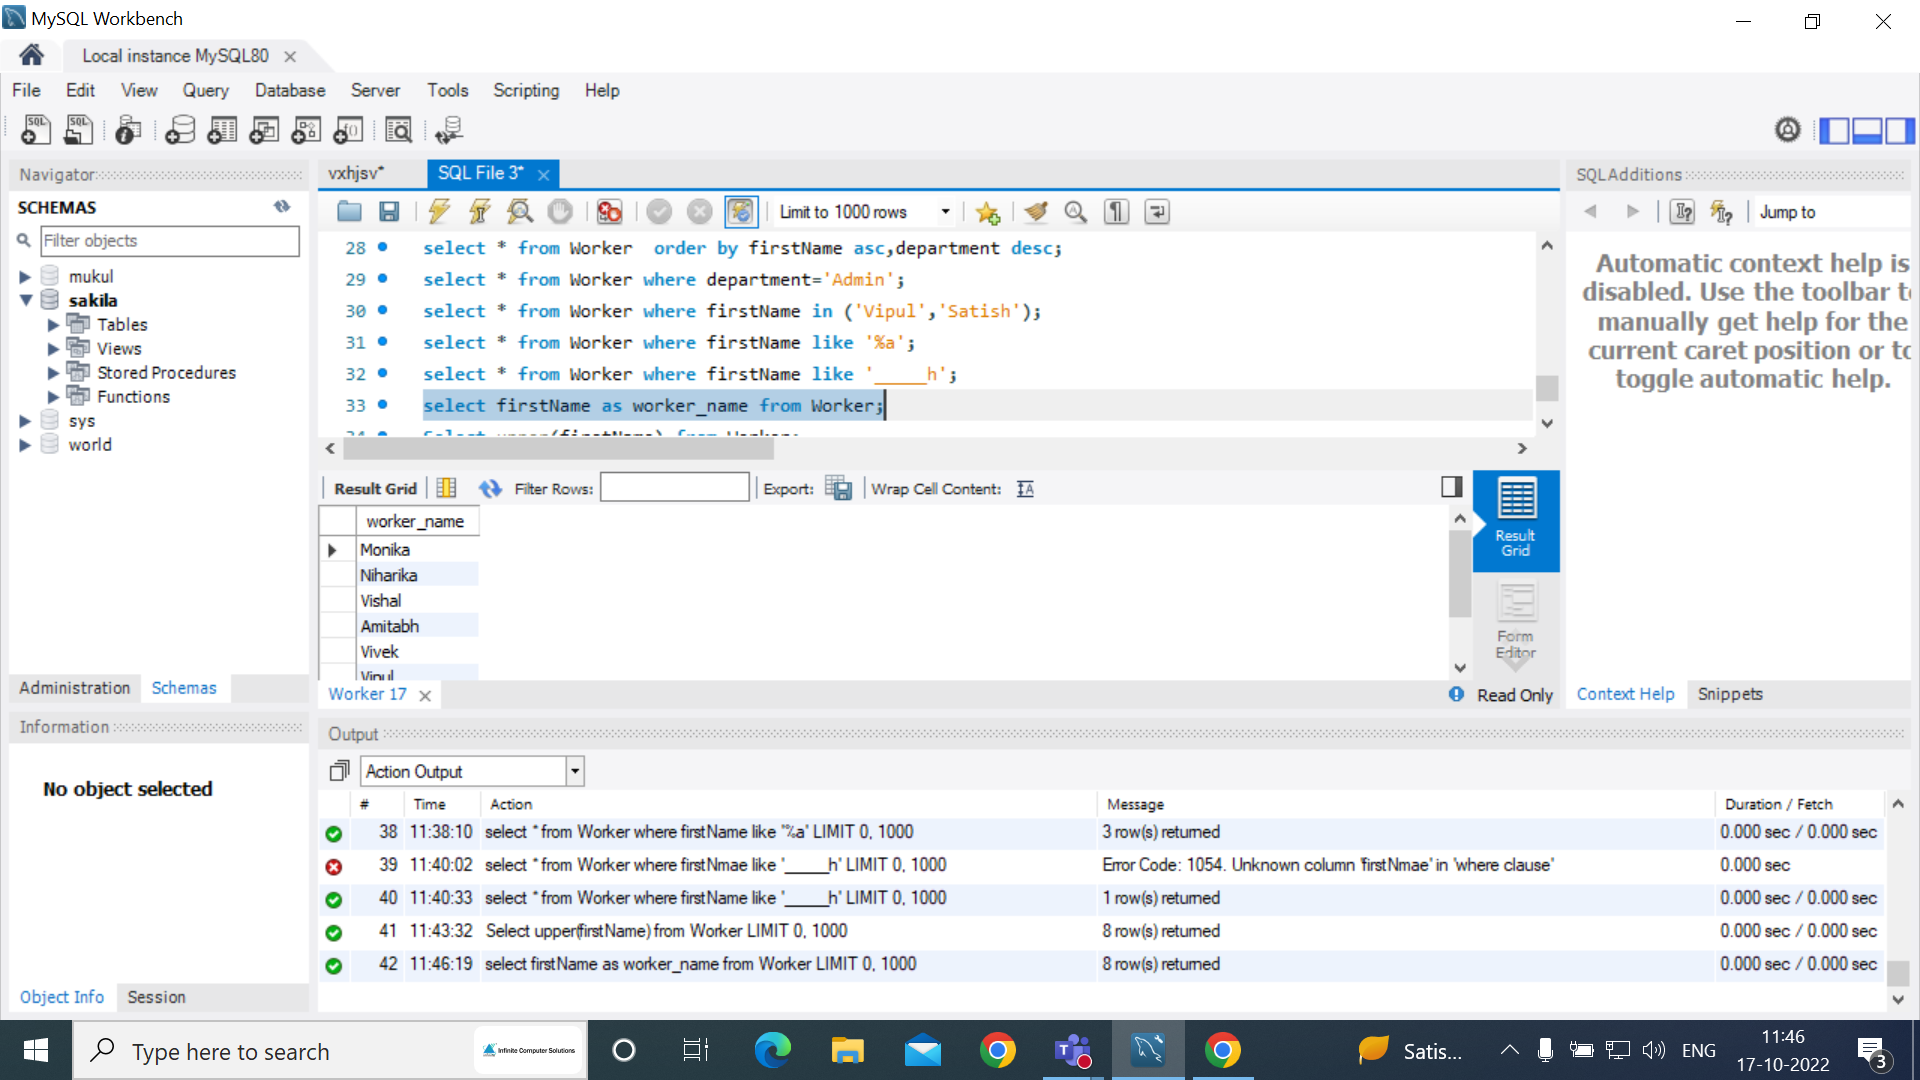 MySQL Workbench
Local instance MySQL80
File Edit View Query Database Server Tools Scripting Help
Navigator
SCHEMAS
Filter objects
mukul
sakila
Tables
Views
Stored Procedures
Functions
sys
world
Administration Schemas
Information
No object selected
Object Info Session
vxhjsv* SQL File 3*
Limit to 1000 rows
28 select * from Worker order by firstName asc,department desc;
29 select * from Worker where department='Admin';
30 select * from Worker where firstName in ('Vipul','Satish');
31 select * from Worker where firstName like '%a';
32 select * from Worker where firstName like '_____h';
33 select firstName as worker_name from Worker;
34 Select upper(firstName) from Worker;
Result Grid Filter Rows: Export: Wrap Cell Content:
worker_name
Monika
Niharika
Vishal
Amitabh
Vivek
Vipul
Result Grid
Form Editor
Worker 17
Read Only
SQLAdditions
Jump to
Automatic context help is
disabled. Use the toolbar to
manually get help for the
current caret position or to
toggle automatic help.
Context Help Snippets
Output
Action Output
# Time Action Message Duration / Fetch
38 11:38:10 select * from Worker where firstName like '%a' LIMIT 0, 1000 3 row(s) returned 0.000 sec / 0.000 sec
39 11:40:02 select * from Worker where firstNmae like '_____h' LIMIT 0, 1000 Error Code: 1054. Unknown column 'firstNmae' in 'where clause' 0.000 sec
40 11:40:33 select * from Worker where firstName like '_____h' LIMIT 0, 1000 1 row(s) returned 0.000 sec / 0.000 sec
41 11:43:32 Select upper(firstName) from Worker LIMIT 0, 1000 8 row(s) returned 0.000 sec / 0.000 sec
42 11:46:19 select firstName as worker_name from Worker LIMIT 0, 1000 8 row(s) returned 0.000 sec / 0.000 sec
Type here to search
Infinite Computer Solutions
Satis...
ENG
11:46
17-10-2022
3